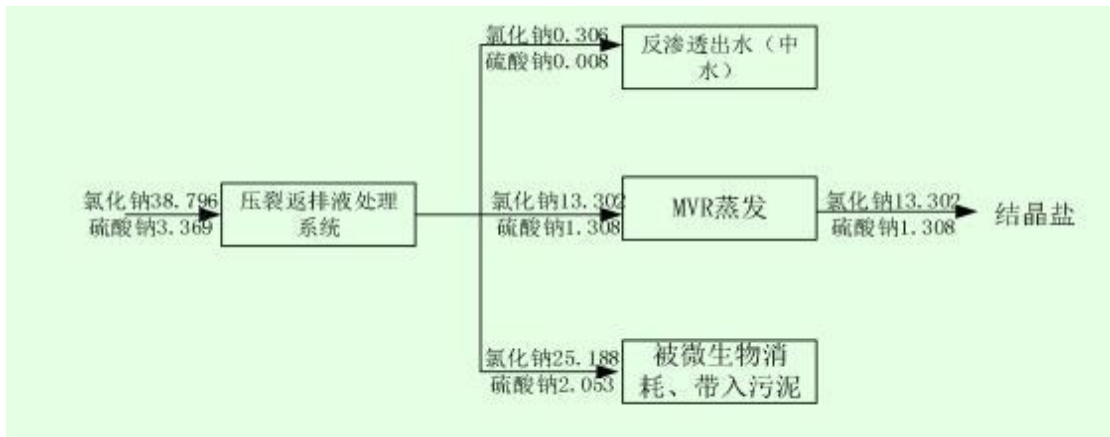 氯化钠0.306
硫酸钠0.008
反渗透出水（中
水）
氯化钠38.796
硫酸钠3.369
压裂返排液处理
系统
氯化钠13.302
硫酸钠1.308
MVR蒸发
氯化钠13.302
硫酸钠1.308
结晶盐
氯化钠25.188
硫酸钠2.053
被微生物消
耗、带入污泥